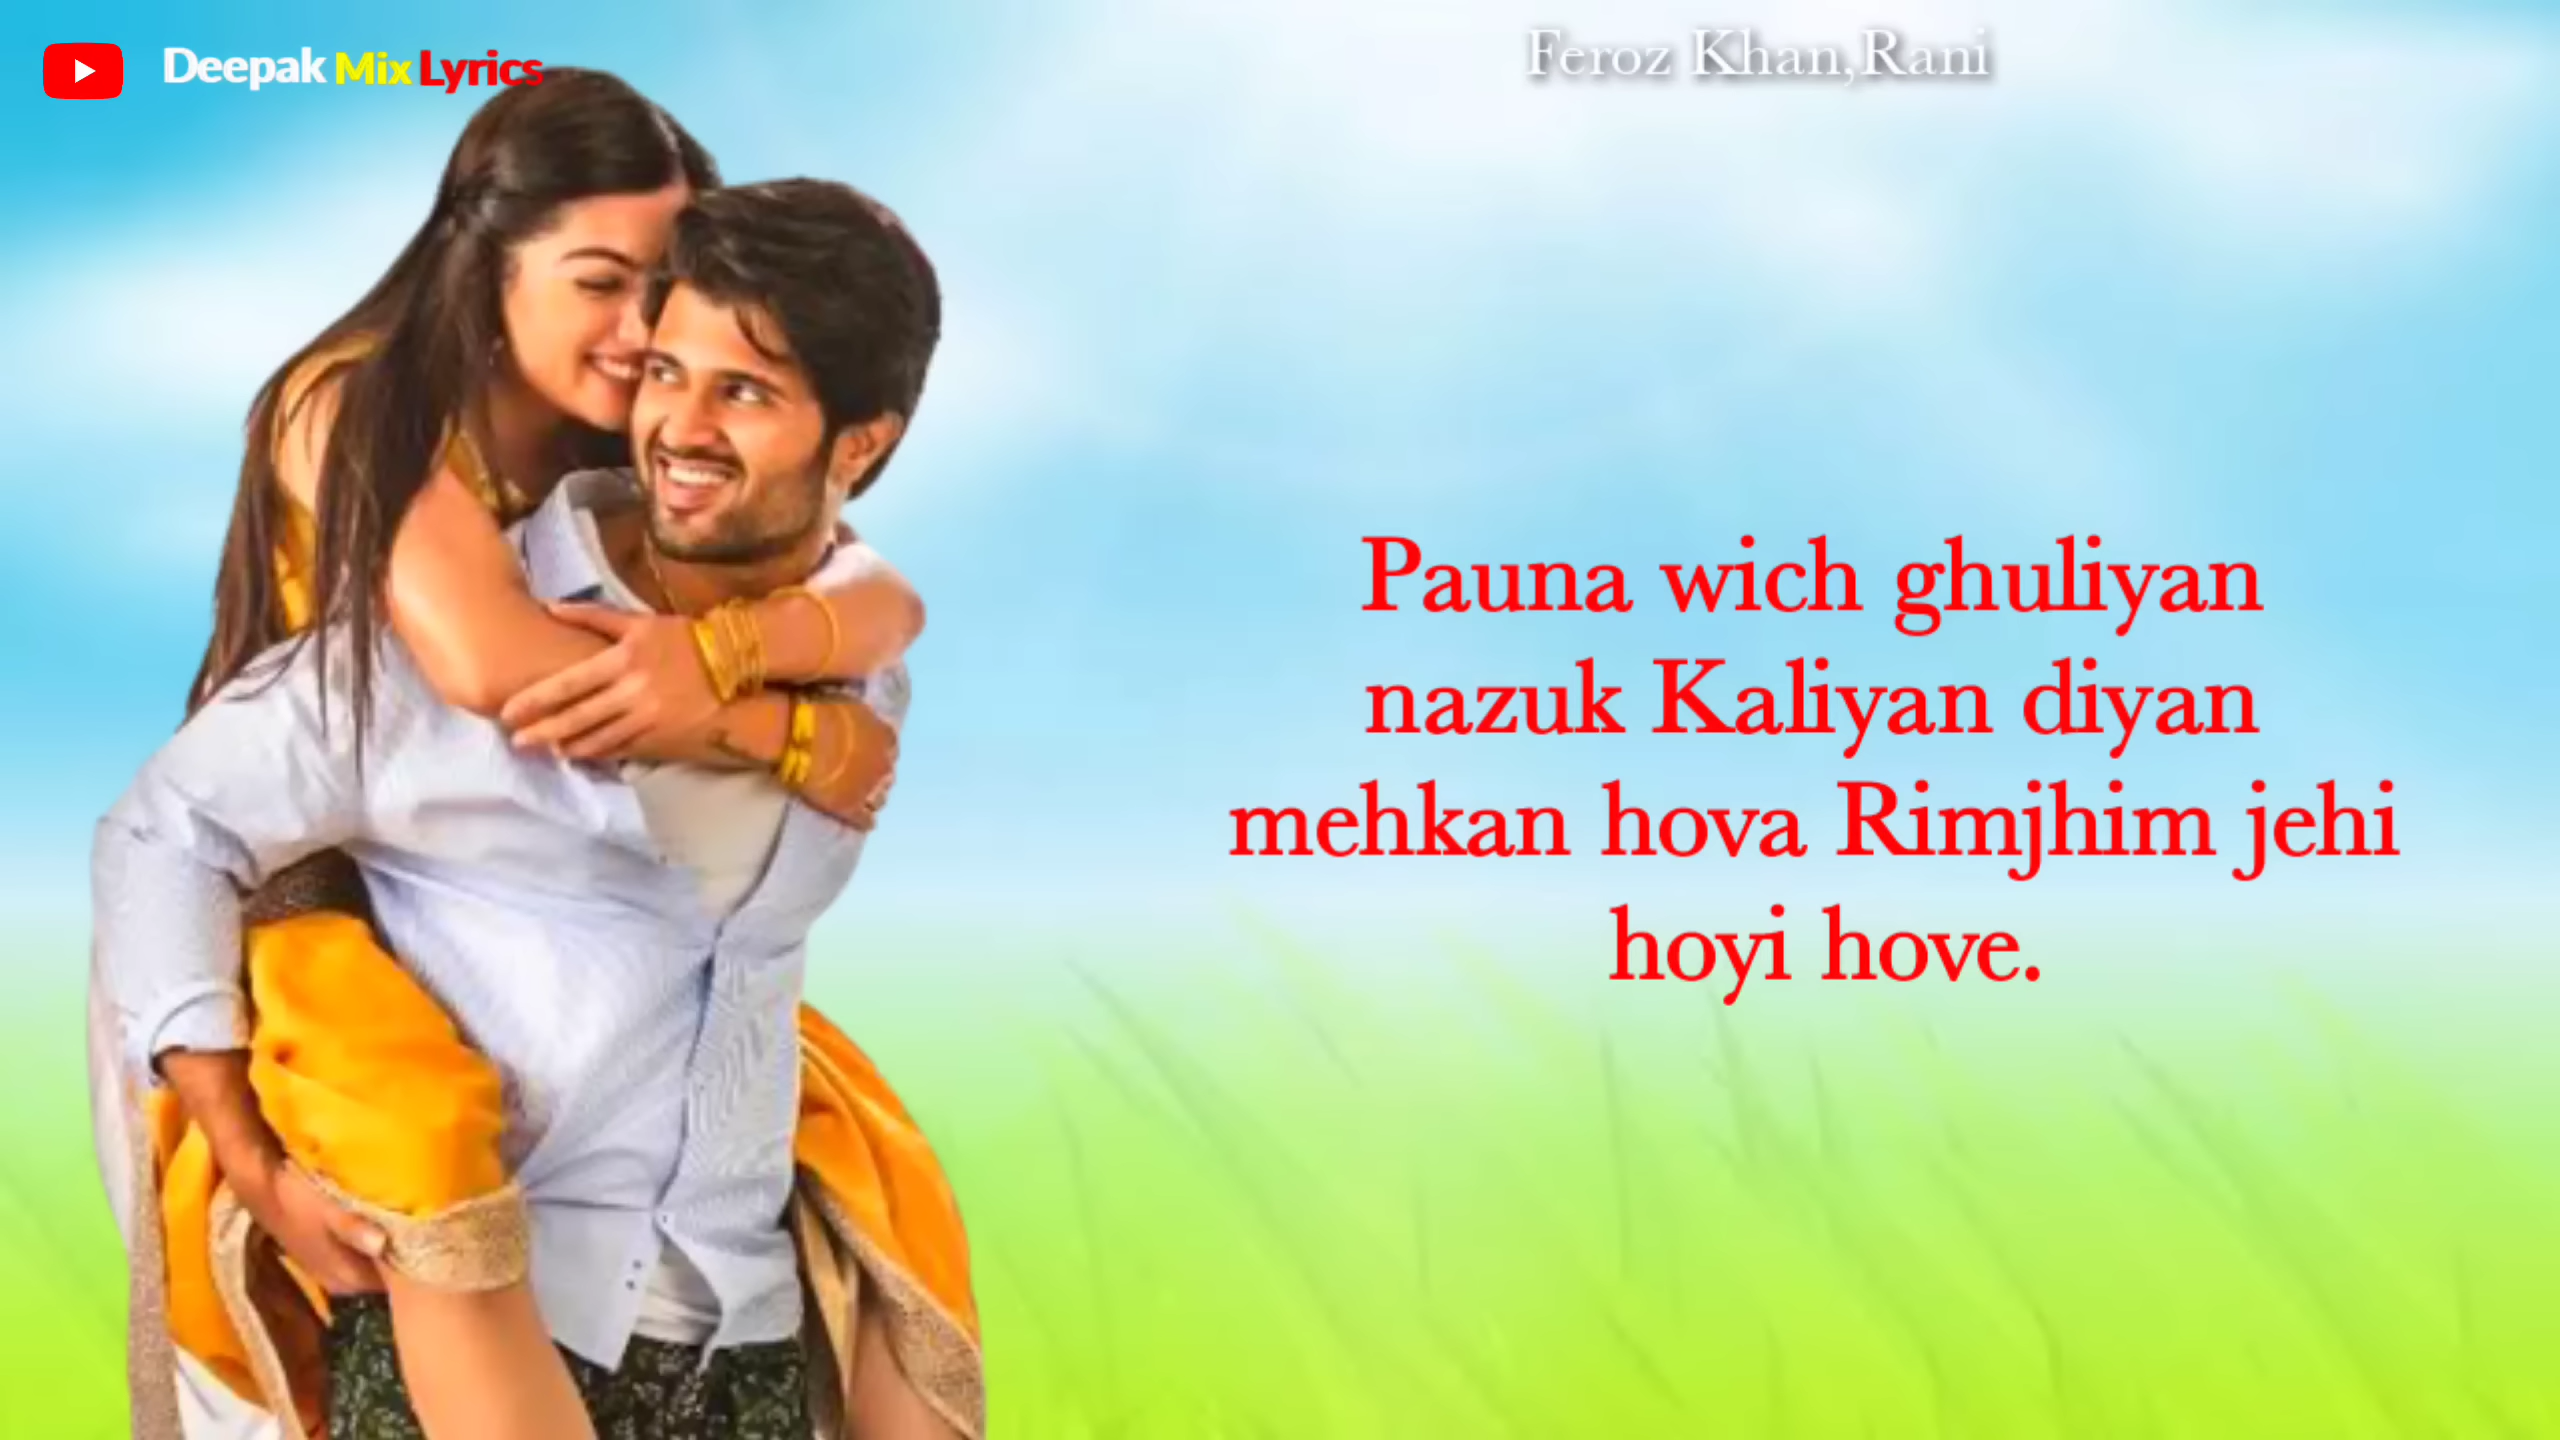 Deepak Mix Lyrics
Feroz Khan,Rani
Pauna wich ghuliyan
nazuk Kaliyan diyan
mehkan hova Rimjhim jehi
hoyi hove.